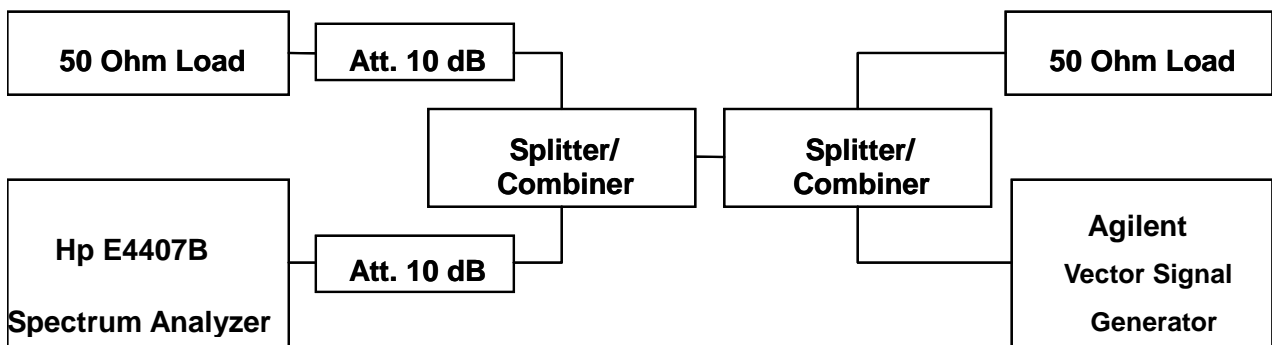 50 Ohm Load
Att. 10 dB
50 Ohm Load
Splitter/
Combiner
Splitter/
Combiner
Hp E4407B
Spectrum Analyzer
Att. 10 dB
Agilent
Vector Signal
Generator